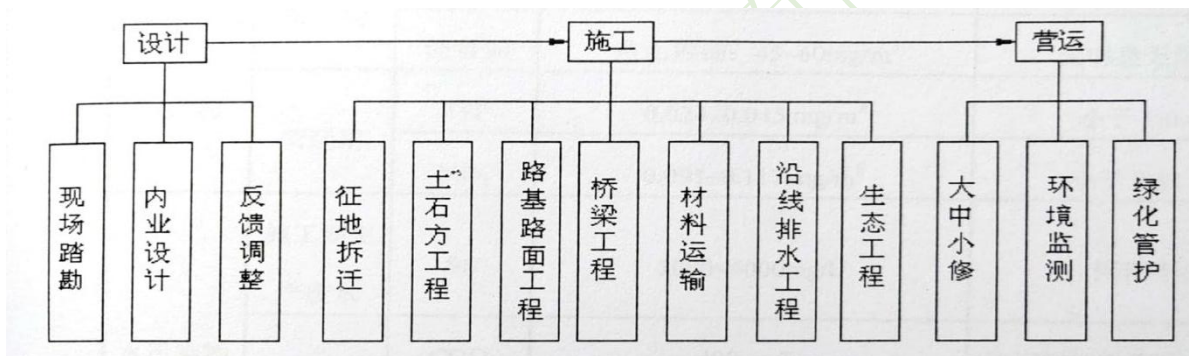 设计
施工
营运
现场踏勘
内业设计
反馈调整
征地拆迁
土石方工程
路基路面工程
桥梁工程
材料运输
沿线排水工程
生态工程
大中小修
环境监测
绿化管护